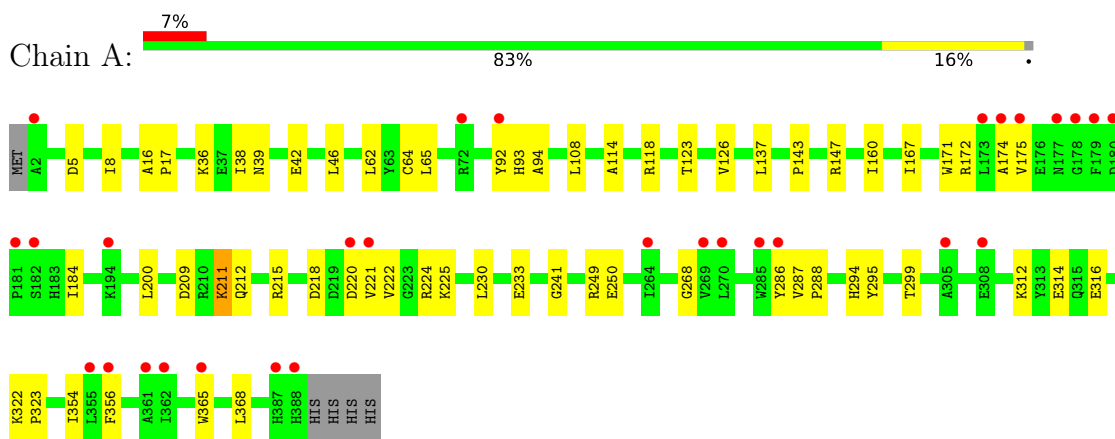 7%
Chain A:
83% 16% •
MET A2 D5 I8 A16 P17 K36 E37 I38 N39 E42 L46 L62 Y63 C64 L65 R72 Y92 H93 A94 L108 A114 R118 T123 V126 L137 P143 R147 I160 I167 W171 R172 L173 A174 V175 E176 N177 G178 F179 D180
P181 S182 H183 I184 K194 L200 D209 R210 K211 Q212 R215 D218 D219 D220 V221 V222 G223 R224 K225 L230 E233 G241 R249 E250 I264 G268 V269 L270 W285 Y286 V287 P288 H294 Y295 T299 A305 E308 K312 Y313 E314 Q315 E316
K322 P323 I354 L355 F356 A361 I362 W365 L368 H387 H388 HIS HIS HIS HIS